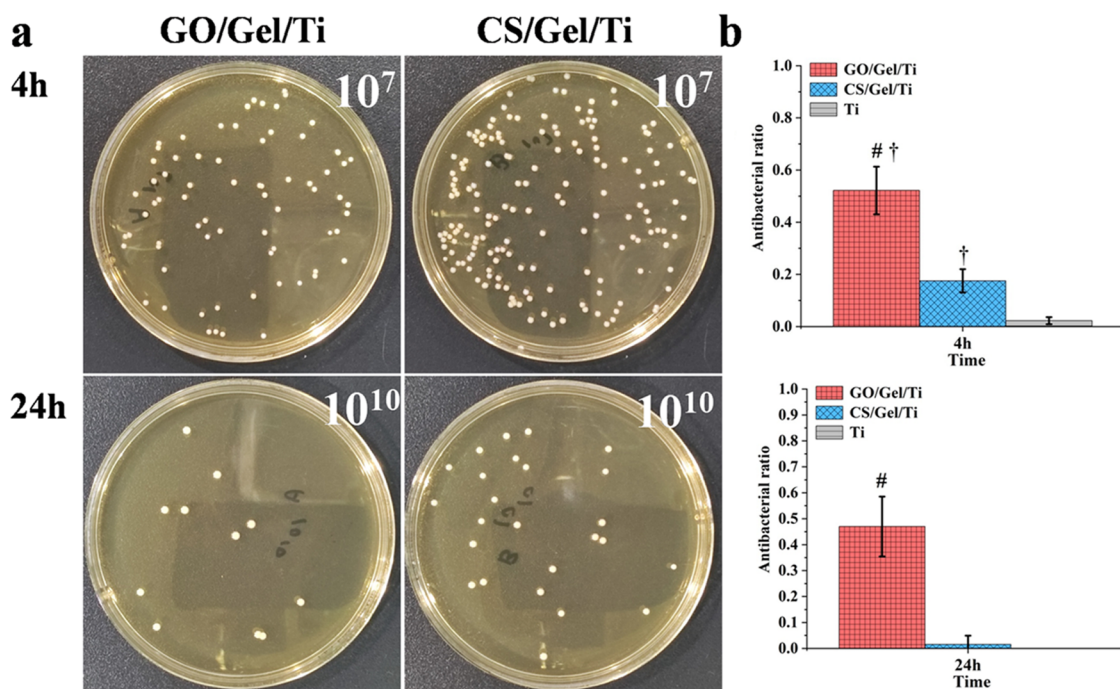 a
GO/Gel/Ti
CS/Gel/Ti
b
4h
10⁷
10⁷
B
A
24h
10¹⁰
10¹⁰
A
10¹⁰
B
GO/Gel/Ti
CS/Gel/Ti
Ti
Antibacterial ratio
1.0
0.8
0.6
0.4
0.2
0.0
# †
†
4h
Time
GO/Gel/Ti
CS/Gel/Ti
Ti
Antibacterial ratio
1.0
0.9
0.8
0.7
0.6
0.5
0.4
0.3
0.2
0.1
0.0
#
24h
Time